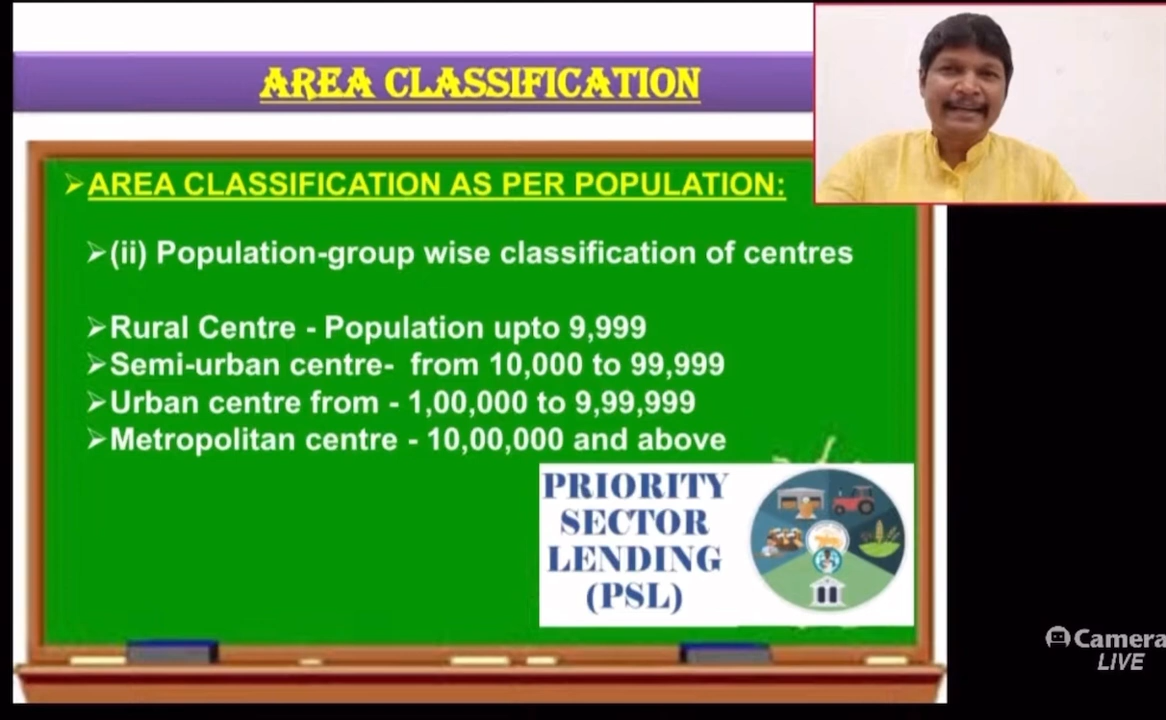 AREA CLASSIFICATION
➢AREA CLASSIFICATION AS PER POPULATION:
➢(ii) Population-group wise classification of centres
➢Rural Centre - Population upto 9,999
➢Semi-urban centre-  from 10,000 to 99,999
➢Urban centre from - 1,00,000 to 9,99,999
➢Metropolitan centre - 10,00,000 and above
PRIORITY
SECTOR
LENDING
(PSL)
Camera
LIVE